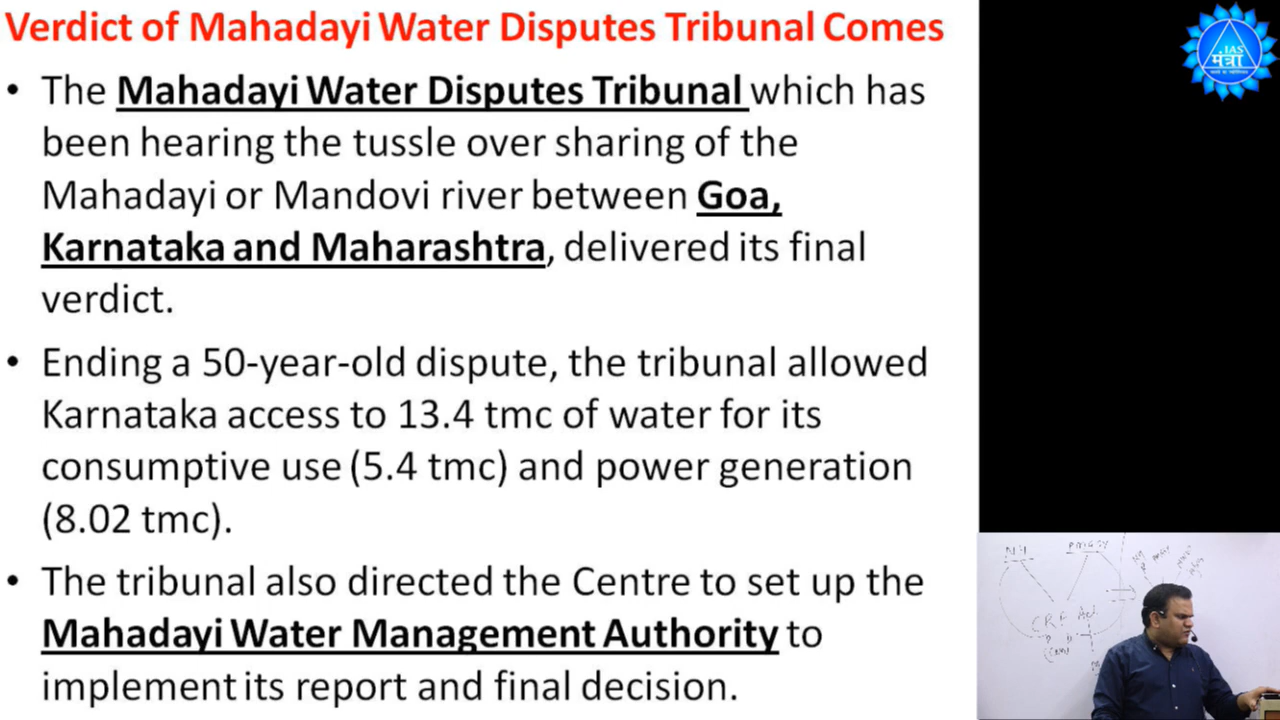 Verdict of Mahadayi Water Disputes Tribunal Comes
• The Mahadayi Water Disputes Tribunal which has
been hearing the tussle over sharing of the
Mahadayi or Mandovi river between Goa,
Karnataka and Maharashtra, delivered its final
verdict.
• Ending a 50-year-old dispute, the tribunal allowed
Karnataka access to 13.4 tmc of water for its
consumptive use (5.4 tmc) and power generation
(8.02 tmc).
• The tribunal also directed the Centre to set up the
Mahadayi Water Management Authority to
implement its report and final decision.
IAS
मंत्रा
NH
PMGSY
CRF Act